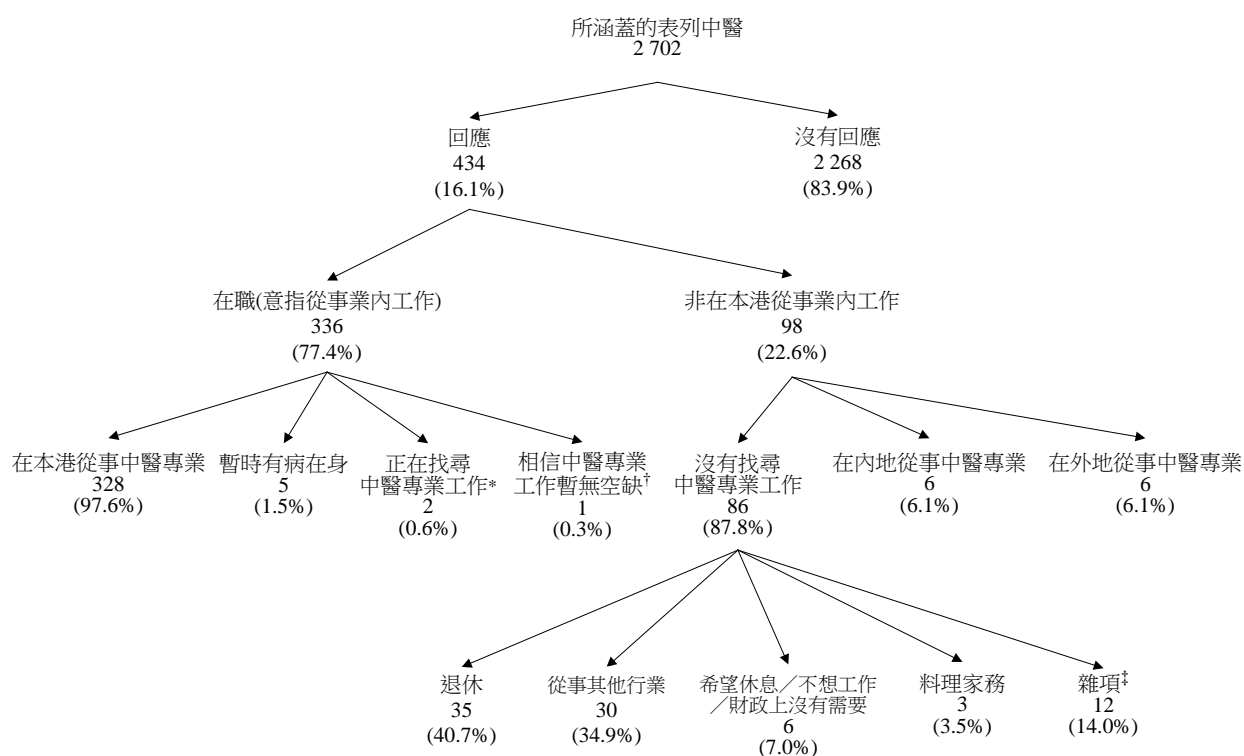 所涵蓋的表列中醫
2 702
回應
434
(16.1%)
沒有回應
2 268
(83.9%)
在職(意指從事業內工作)
336
(77.4%)
非在本港從事業內工作
98
(22.6%)
在本港從事中醫專業
328
(97.6%)
暫時有病在身
5
(1.5%)
正在找尋
中醫專業工作*
2
(0.6%)
相信中醫專業
工作暫無空缺†
1
(0.3%)
沒有找尋
中醫專業工作
86
(87.8%)
在內地從事中醫專業
6
(6.1%)
在外地從事中醫專業
6
(6.1%)
退休
35
(40.7%)
從事其他行業
30
(34.9%)
希望休息／不想工作
／財政上沒有需要
6
(7.0%)
料理家務
3
(3.5%)
雜項‡
12
(14.0%)